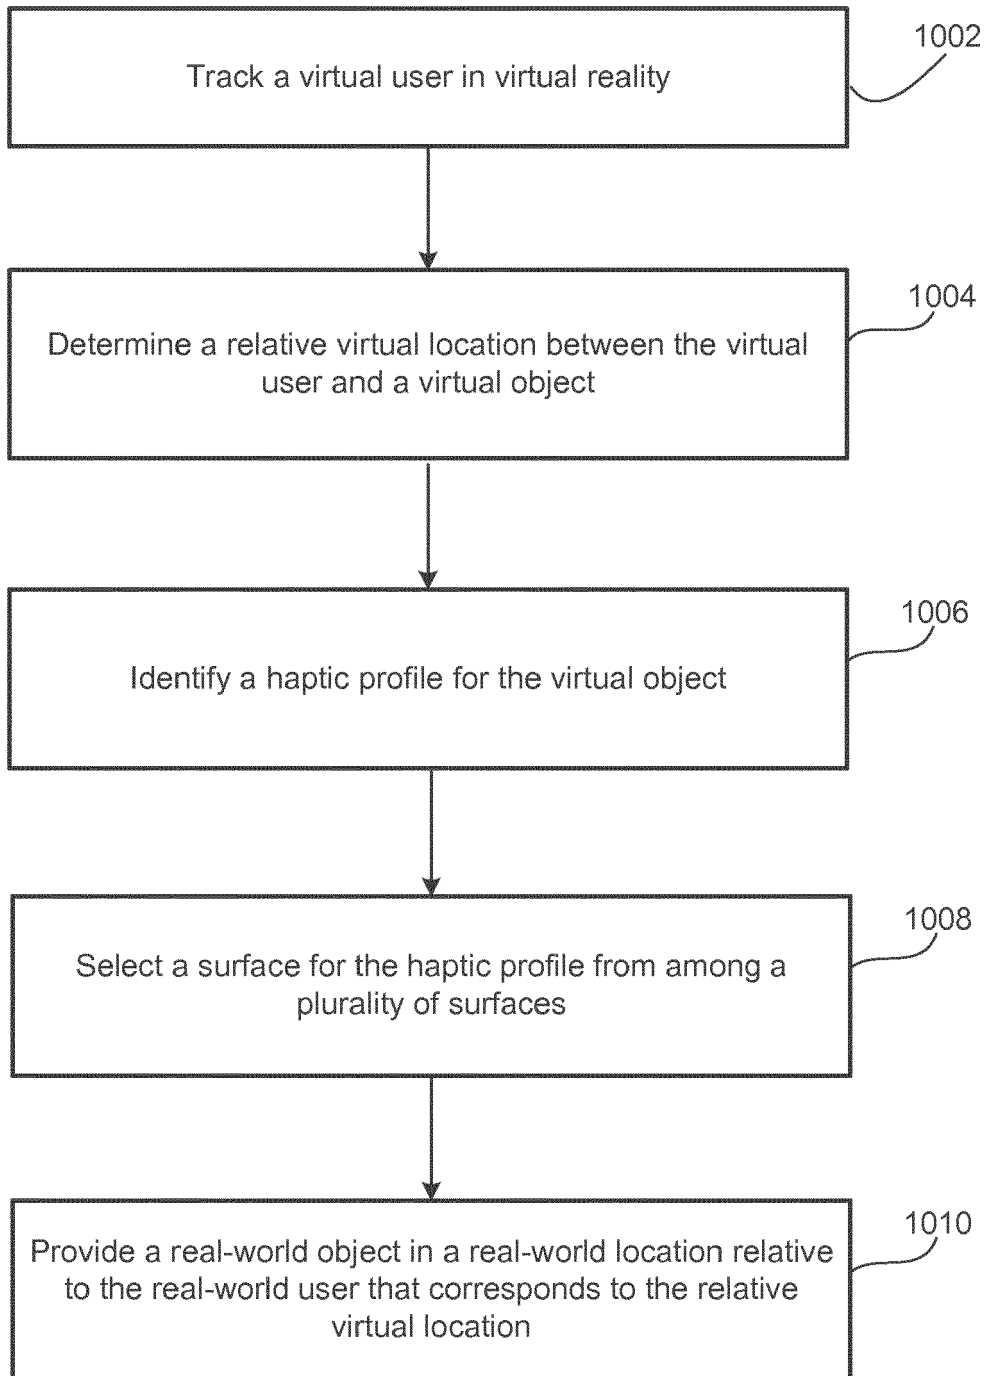 Track a virtual user in virtual reality
1002
Determine a relative virtual location between the virtual
user and a virtual object
1004
Identify a haptic profile for the virtual object
1006
Select a surface for the haptic profile from among a
plurality of surfaces
1008
Provide a real-world object in a real-world location relative
to the real-world user that corresponds to the relative
virtual location
1010